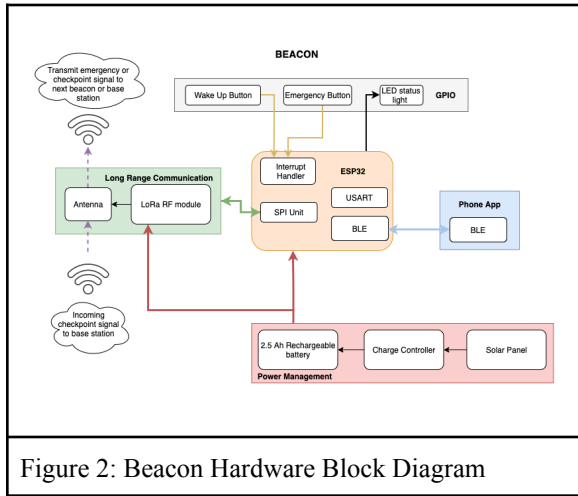 BEACON
Transmit emergency or
checkpoint signal to
next beacon or base
station
Wake Up Button
Emergency Button
LED status
light
GPIO
Long Range Communication
Antenna
LoRa RF module
Interrupt
Handler
ESP32
USART
SPI Unit
BLE
Phone App
BLE
Incoming
checkpoint signal
to base station
2.5 Ah Rechargeable
battery
Charge Controller
Solar Panel
Power Management
Figure 2: Beacon Hardware Block Diagram